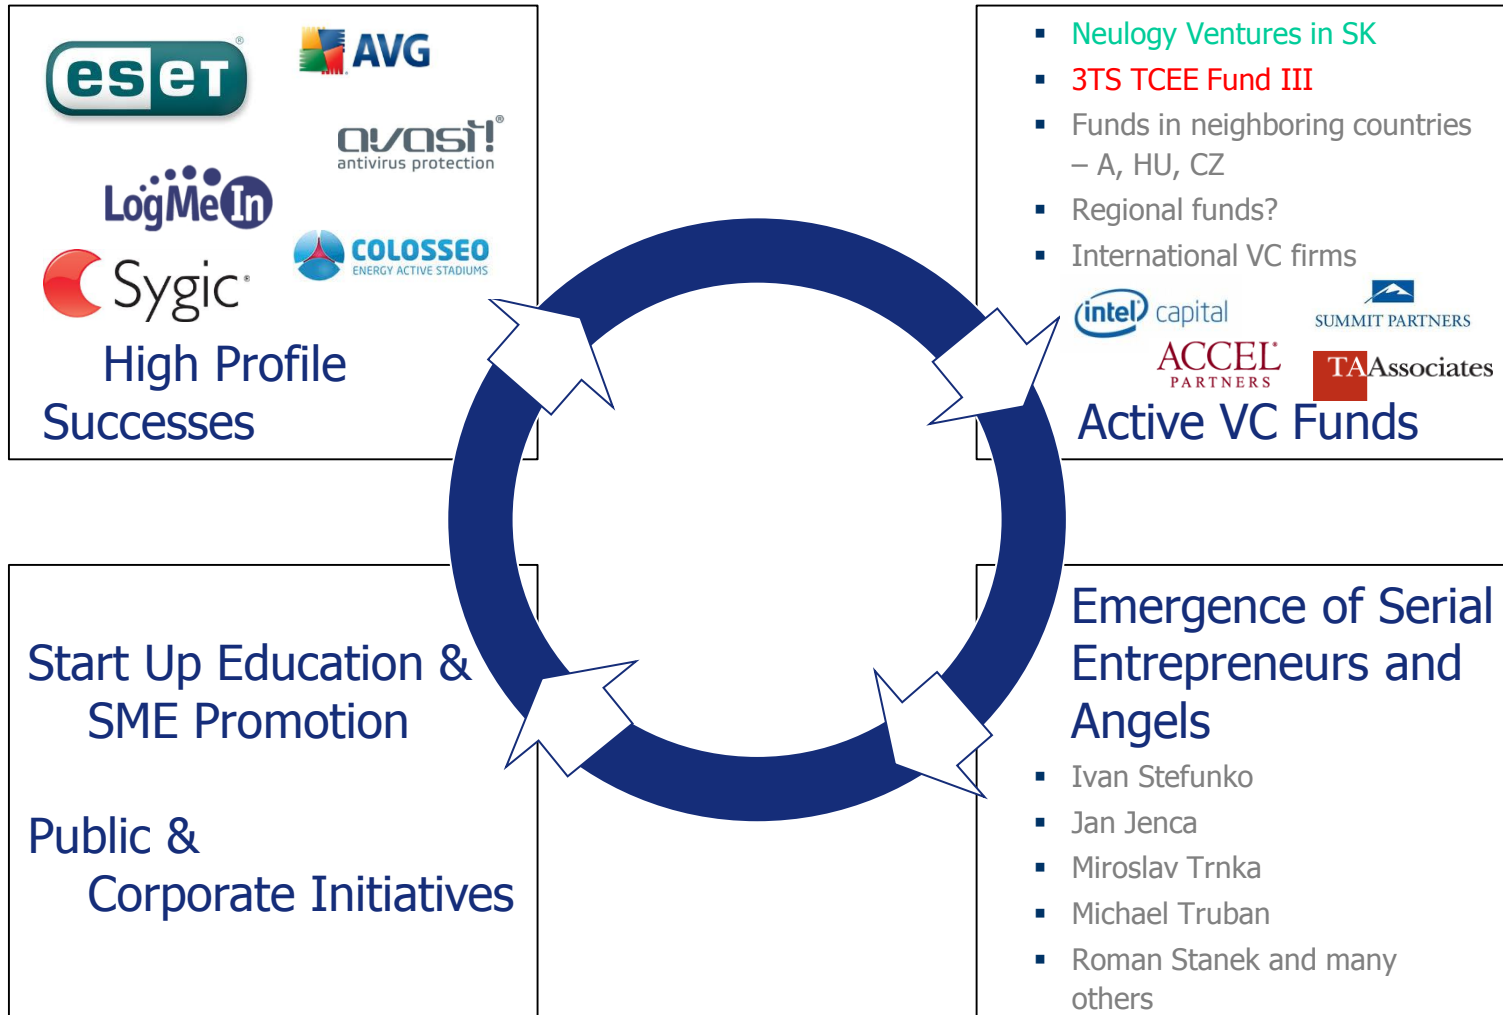 eset
®
AVG
avast!
®
antivirus protection
LogMeIn
COLOSSEO
ENERGY ACTIVE STADIUMS
Sygic
High Profile
Successes
Neulogy Ventures in SK
3TS TCEE Fund III
Funds in neighboring countries
– A, HU, CZ
Regional funds?
International VC firms
intel capital
SUMMIT PARTNERS
ACCEL
PARTNERS
TAAssociates
Active VC Funds
Start Up Education &
SME Promotion
Public &
Corporate Initiatives
Emergence of Serial
Entrepreneurs and
Angels
Ivan Stefunko
Jan Jenca
Miroslav Trnka
Michael Truban
Roman Stanek and many
others